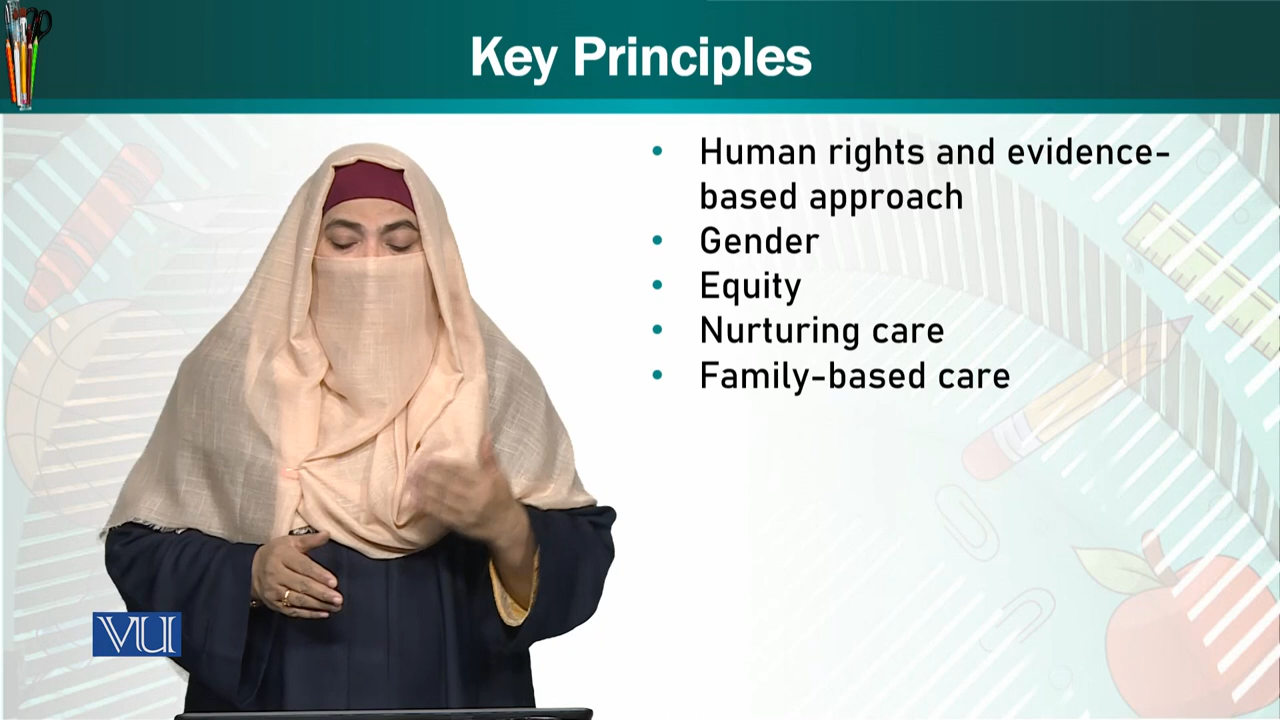 Key Principles
• Human rights and evidence-
based approach
• Gender
• Equity
• Nurturing care
• Family-based care
VU